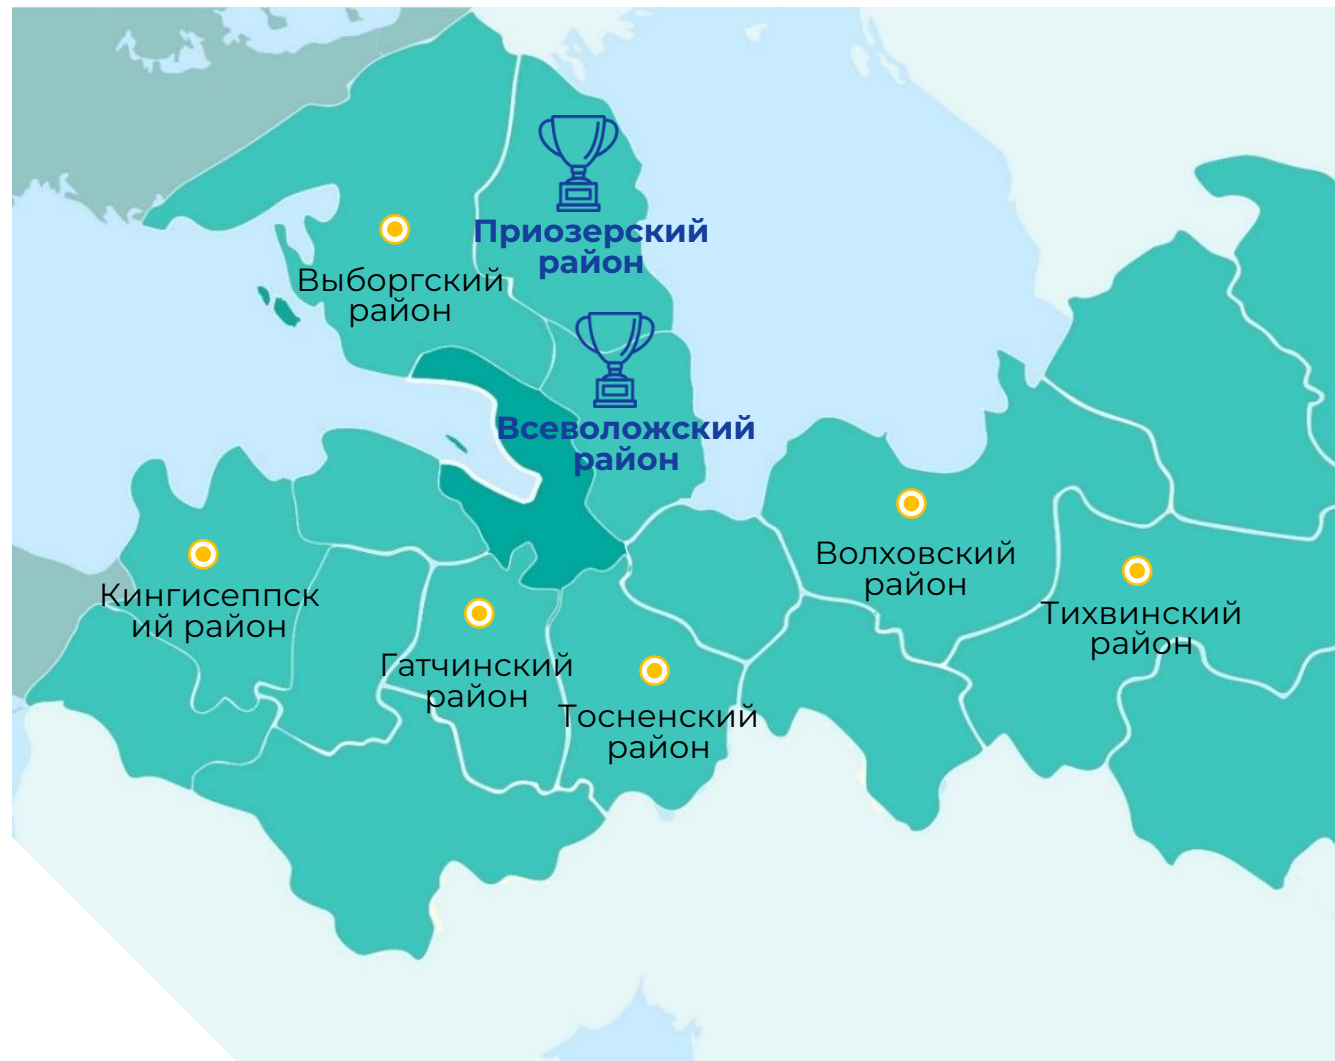 Приозерский
район
Выборгский
район
Всеволожский
район
Волховский
район
Кингисеппск
ий район
Тихвинский
район
Гатчинский
район
Тосненский
район